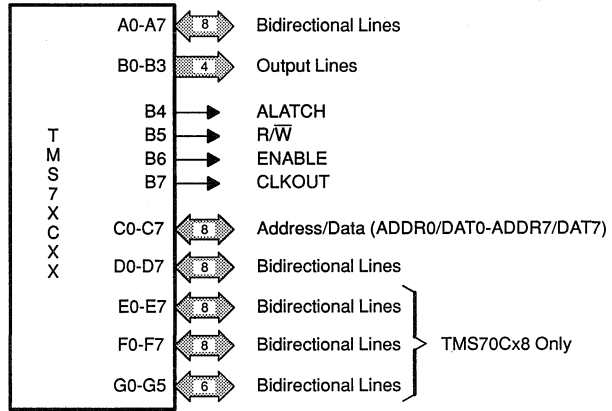 A0-A7 8 Bidirectional Lines
B0-B3 4 Output Lines
B4 ALATCH
B5 R/W̅
B6 ENABLE
B7 CLKOUT
TMS7XCXX
C0-C7 8 Address/Data (ADDR0/DAT0-ADDR7/DAT7)
D0-D7 8 Bidirectional Lines
E0-E7 8 Bidirectional Lines
F0-F7 8 Bidirectional Lines
TMS70Cx8 Only
G0-G5 6 Bidirectional Lines